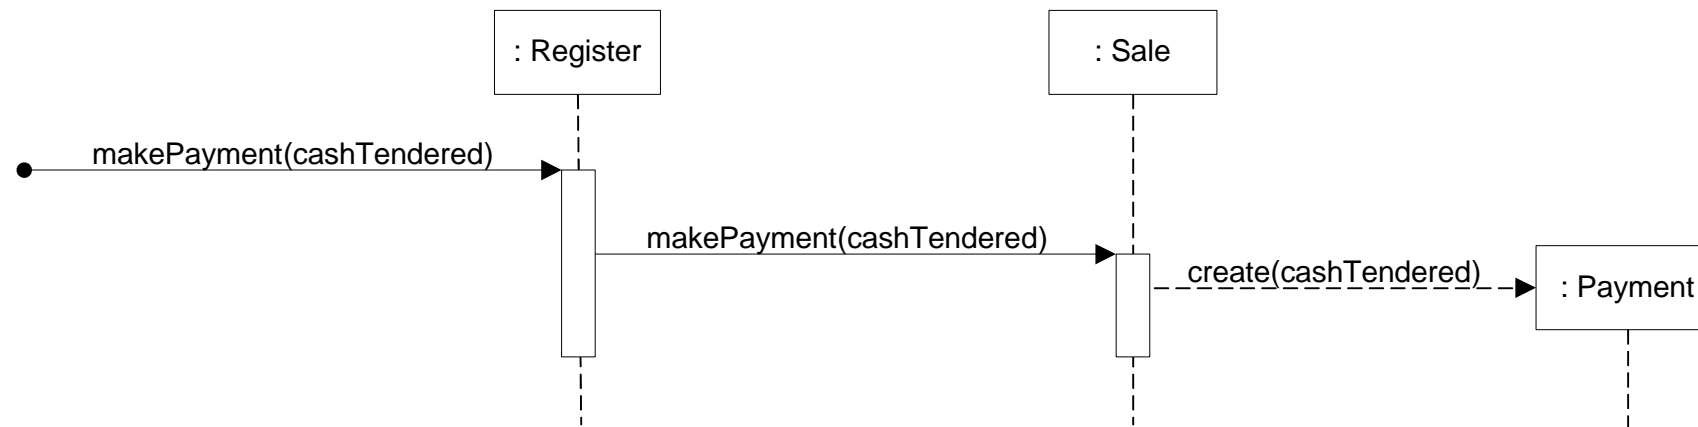 : Register
: Sale
makePayment(cashTendered)
makePayment(cashTendered)
create(cashTendered)
: Payment